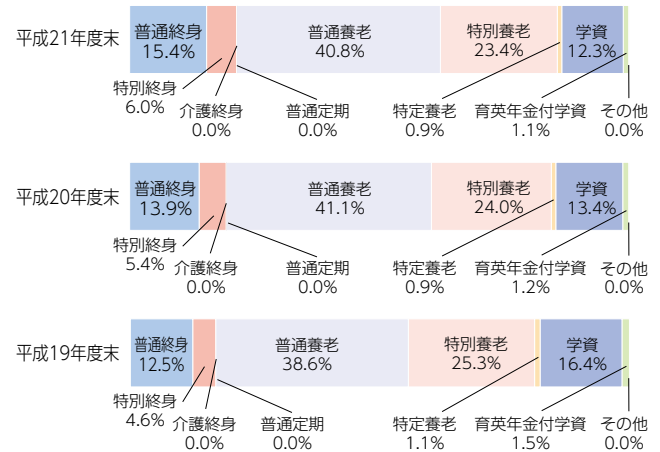 平成21年度末
普通終身
15.4%
普通養老
40.8%
特別養老
23.4%
学資
12.3%
特別終身
6.0%
介護終身
0.0%
普通定期
0.0%
特定養老
0.9%
育英年金付学資
1.1%
その他
0.0%
平成20年度末
普通終身
13.9%
普通養老
41.1%
特別養老
24.0%
学資
13.4%
特別終身
5.4%
介護終身
0.0%
普通定期
0.0%
特定養老
0.9%
育英年金付学資
1.2%
その他
0.0%
平成19年度末
普通終身
12.5%
普通養老
38.6%
特別養老
25.3%
学資
16.4%
特別終身
4.6%
介護終身
0.0%
普通定期
0.0%
特定養老
1.1%
育英年金付学資
1.5%
その他
0.0%